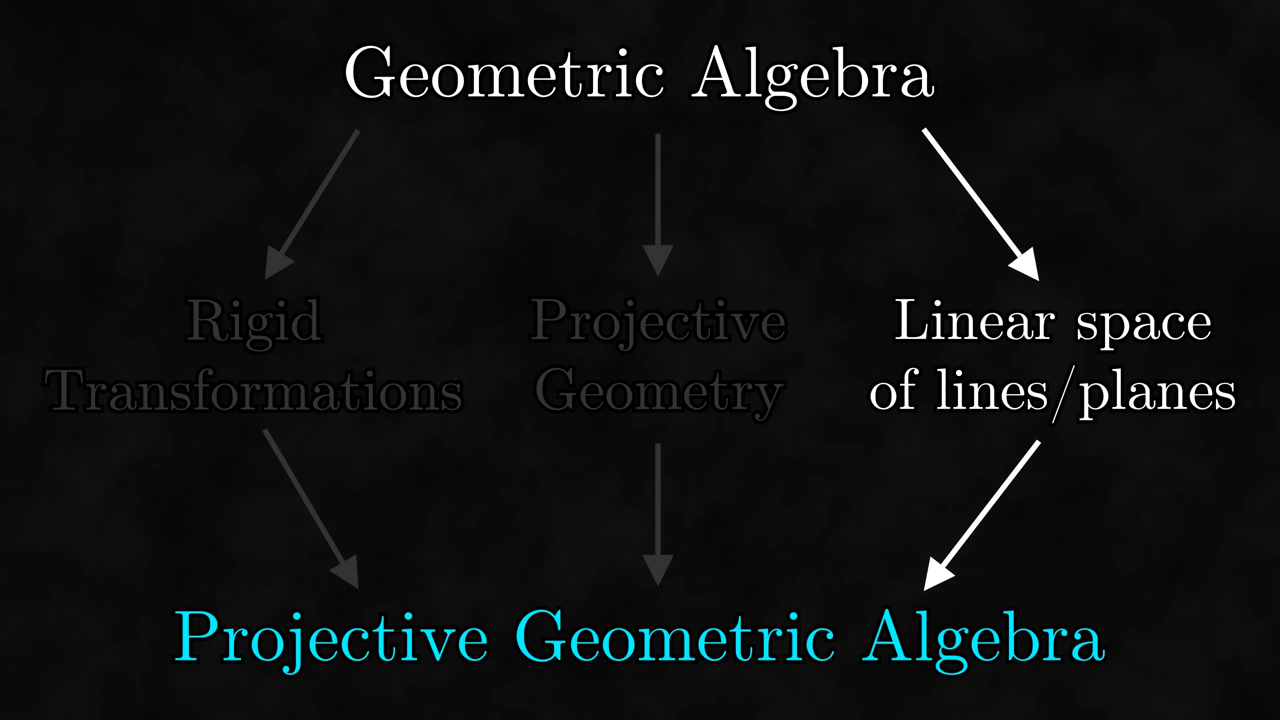 Geometric Algebra
Rigid
Transformations
Projective
Geometry
Linear space
of lines/planes
Projective Geometric Algebra